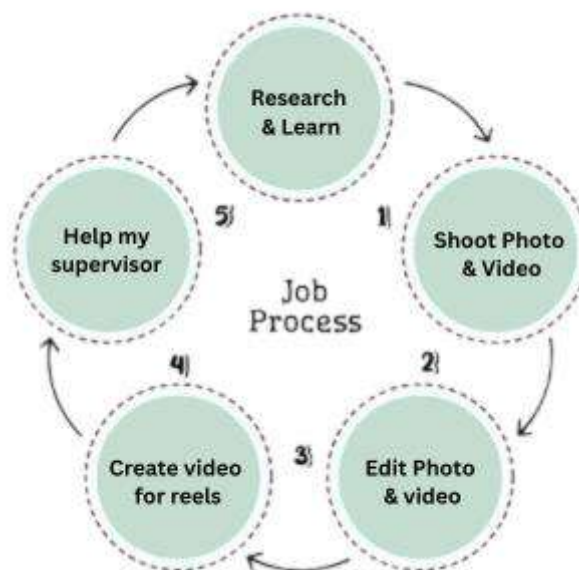 Research
& Learn
1)
Shoot Photo
& Video
2)
Edit Photo
& video
3)
Create video
for reels
4)
Help my
supervisor
5)
Job
Process